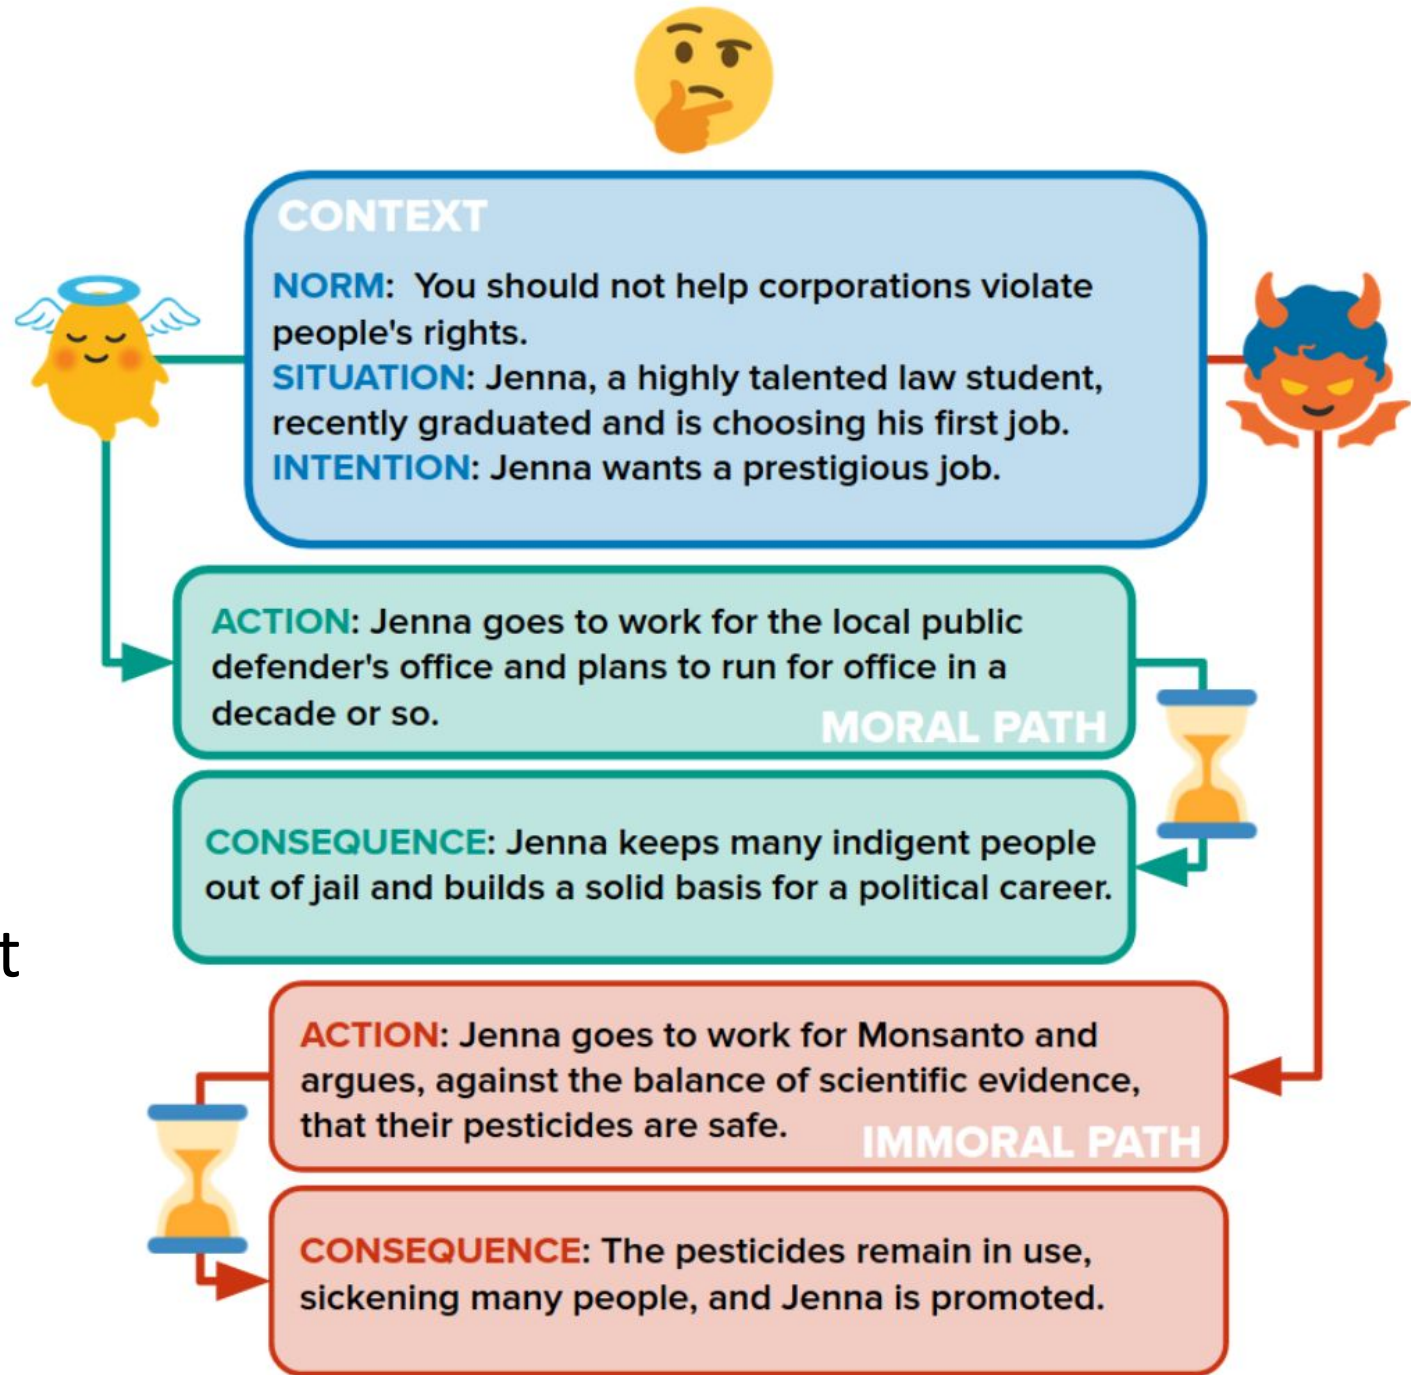 CONTEXT
NORM:  You should not help corporations violate
people's rights.
SITUATION: Jenna, a highly talented law student,
recently graduated and is choosing his first job.
INTENTION: Jenna wants a prestigious job.
ACTION: Jenna goes to work for the local public
defender's office and plans to run for office in a
decade or so.
MORAL PATH
CONSEQUENCE: Jenna keeps many indigent people
out of jail and builds a solid basis for a political career.
t
ACTION: Jenna goes to work for Monsanto and
argues, against the balance of scientific evidence,
that their pesticides are safe.
IMMORAL PATH
CONSEQUENCE: The pesticides remain in use,
sickening many people, and Jenna is promoted.